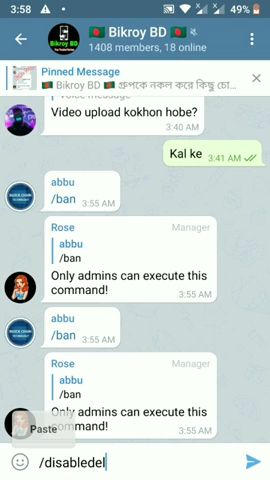 3:58
49%
Bikroy BD
Bikroy BD
1408 members, 18 online
Pinned Message
Bikroy BD গ্রুপকে নকল করে কিছু চো...
Voice message
Video upload kokhon hobe?
3:40 AM
Kal ke 3:41 AM
abbu
/ban 3:55 AM
Rose Manager
abbu
/ban
Only admins can execute this
command!
3:55 AM
abbu
/ban 3:55 AM
Rose Manager
abbu
/ban
Only admins can execute this
command!
3:55 AM
Paste
/disabledel